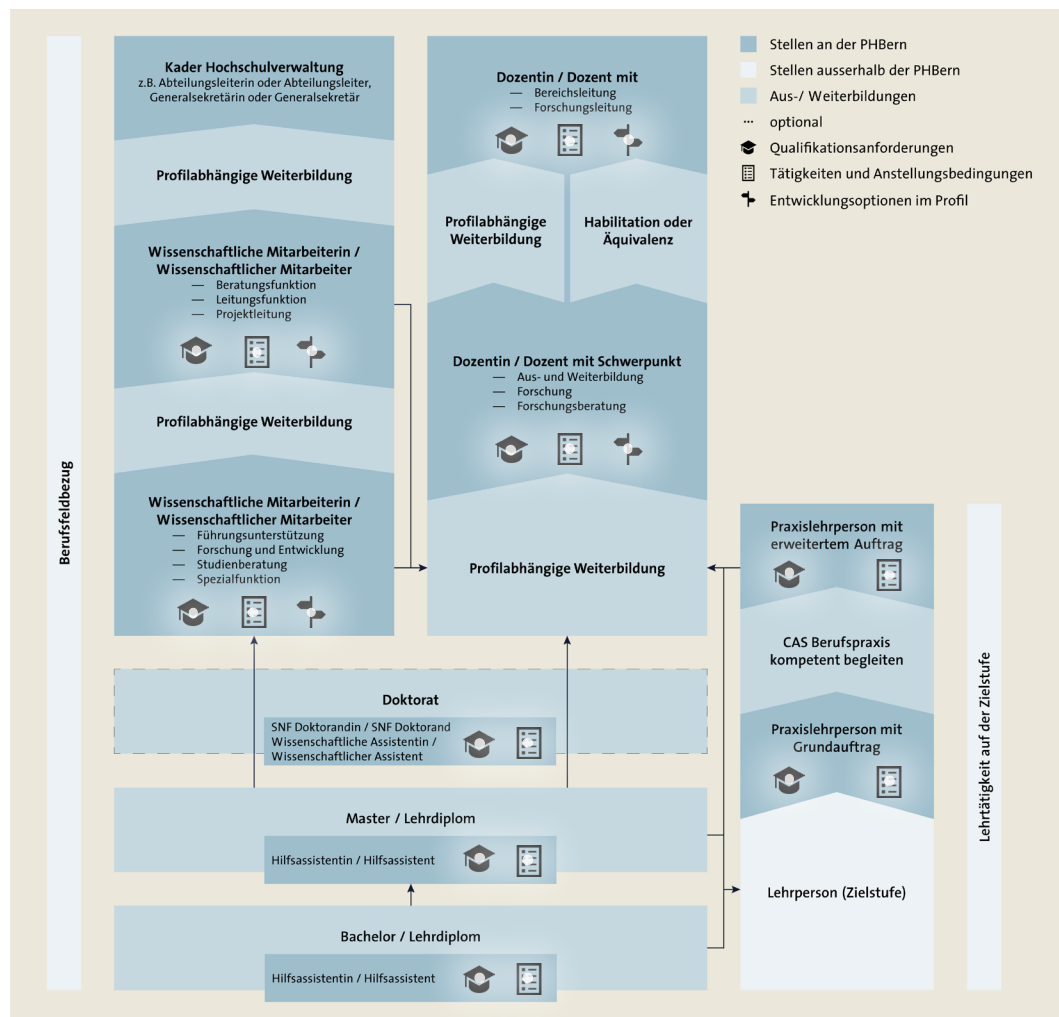 Berufsfeldbezug
Kader Hochschulverwaltung
z.B. Abteilungsleiterin oder Abteilungsleiter,
Generalsekretärin oder Generalsekretär
Profilabhängige Weiterbildung
Wissenschaftliche Mitarbeiterin /
Wissenschaftlicher Mitarbeiter
— Beratungsfunktion
— Leitungsfunktion
— Projektleitung
Profilabhängige Weiterbildung
Wissenschaftliche Mitarbeiterin /
Wissenschaftlicher Mitarbeiter
— Führungsunterstützung
— Forschung und Entwicklung
— Studienberatung
— Spezialfunktion
Dozentin / Dozent mit
— Bereichsleitung
— Forschungsleitung
Profilabhängige
Weiterbildung
Habilitation oder
Äquivalenz
Dozentin / Dozent mit Schwerpunkt
— Aus- und Weiterbildung
— Forschung
— Forschungsberatung
Profilabhängige Weiterbildung
Stellen an der PHBern
Stellen ausserhalb der PHBern
Aus-/ Weiterbildungen
··· optional
Qualifikationsanforderungen
Tätigkeiten und Anstellungsbedingungen
Entwicklungsoptionen im Profil
Praxislehrperson mit
erweitertem Auftrag
CAS Berufspraxis
kompetent begleiten
Praxislehrperson mit
Grundauftrag
Lehrperson (Zielstufe)
Lehrtätigkeit auf der Zielstufe
Doktorat
SNF Doktorandin / SNF Doktorand
Wissenschaftliche Assistentin /
Wissenschaftlicher Assistent
Master / Lehrdiplom
Hilfsassistentin / Hilfsassistent
Bachelor / Lehrdiplom
Hilfsassistentin / Hilfsassistent